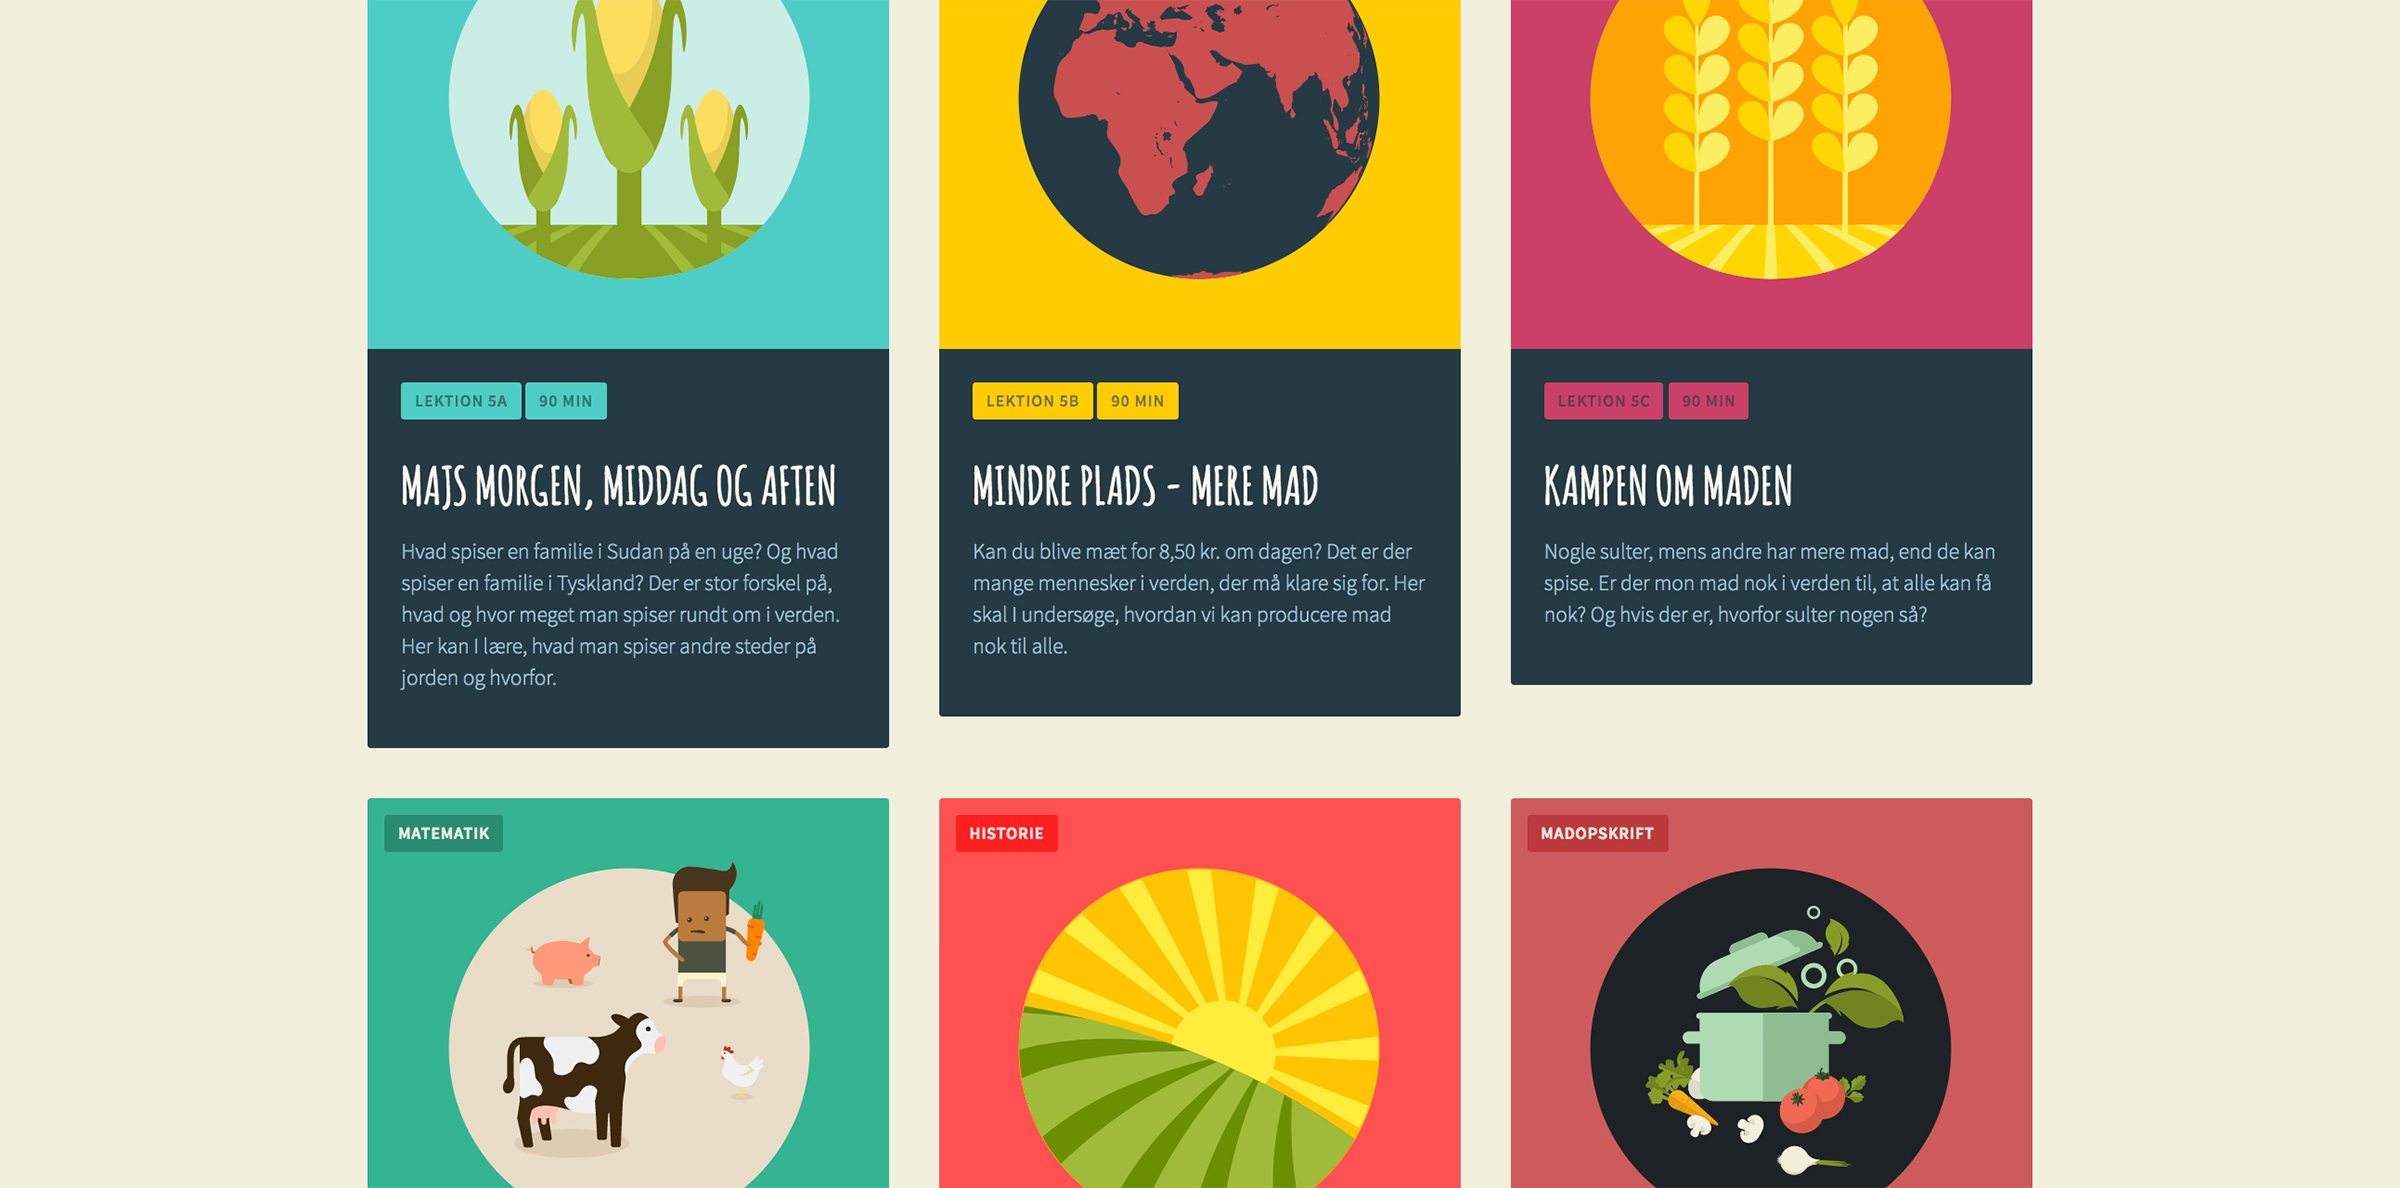 LEKTION 5A 90 MIN
MAJS MORGEN, MIDDAG OG AFTEN
Hvad spiser en familie i Sudan på en uge? Og hvad
spiser en familie i Tyskland? Der er stor forskel på,
hvad og hvor meget man spiser rundt om i verden.
Her kan I lære, hvad man spiser andre steder på
jorden og hvorfor.
LEKTION 5B 90 MIN
MINDRE PLADS - MERE MAD
Kan du blive mæt for 8,50 kr. om dagen? Det er der
mange mennesker i verden, der må klare sig for. Her
skal I undersøge, hvordan vi kan producere mad
nok til alle.
LEKTION 5C 90 MIN
KAMPEN OM MADEN
Nogle sulter, mens andre har mere mad, end de kan
spise. Er der mon mad nok i verden til, at alle kan få
nok? Og hvis der er, hvorfor sulter nogen så?
MATEMATIK
HISTORIE
MADOPSKRIFT